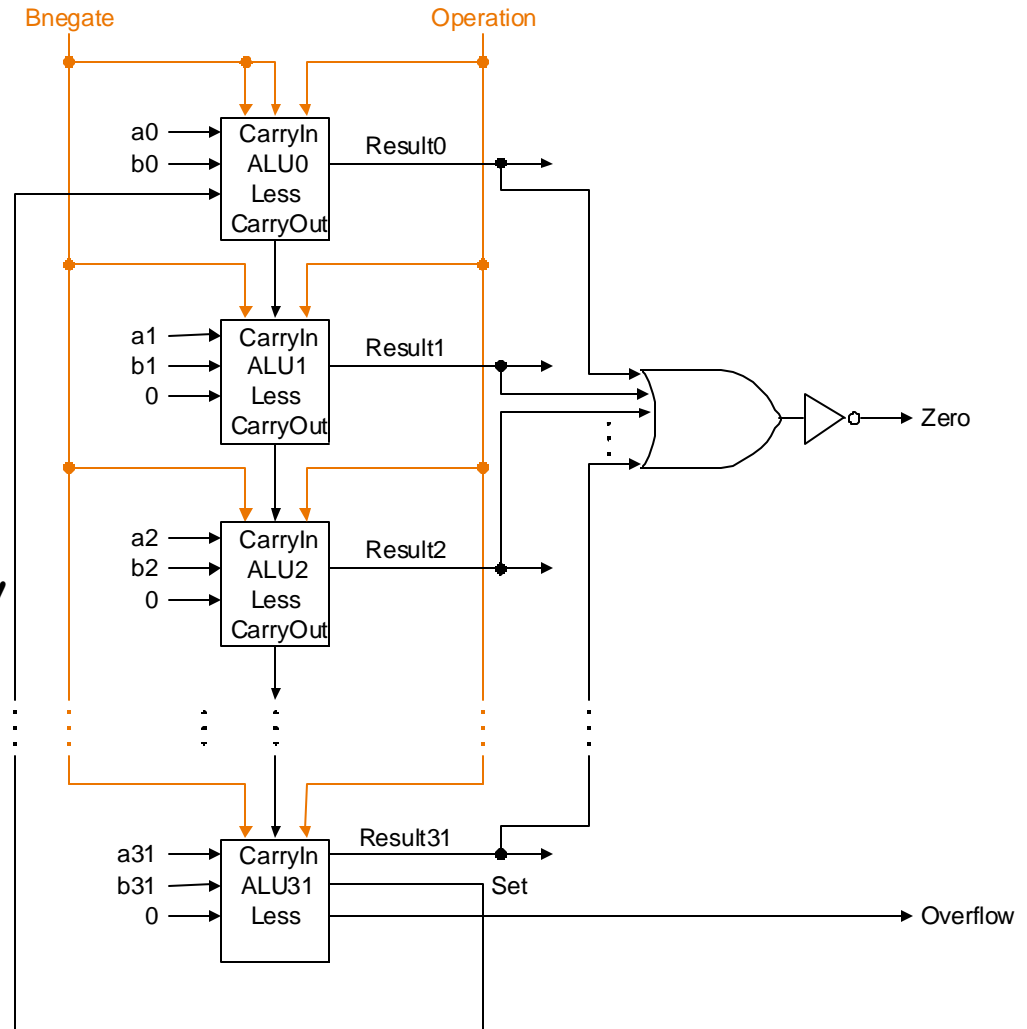 Bnegate Operation
a0 CarryIn
b0 ALU0 Result0
Less
CarryOut
a1 CarryIn
b1 ALU1 Result1
0 Less
CarryOut
Zero
a2 CarryIn
b2 ALU2 Result2
0 Less
CarryOut
a31 CarryIn Result31
b31 ALU31 Set
0 Less Overflow